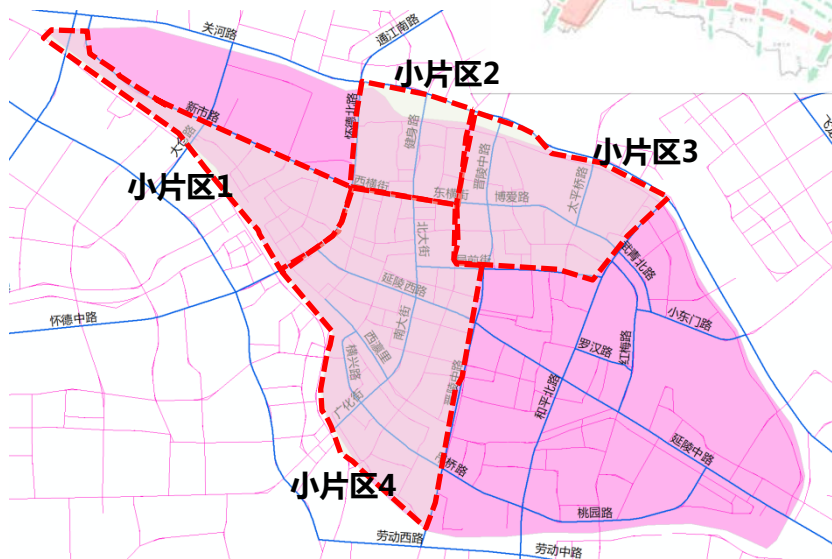 关河路
通江南路
小片区2
新市路
怀德北路
健身路
大仓路
晋陵中路
小片区3
太平桥路
小片区1
西横街
东横街
博爱路
北大街
县前街
武青北路
延陵西路
怀德中路
小东门路
南大街
西瀛里
横兴路
罗汉路
红梅路
晋陵中路
和平北路
广化街
延陵中路
小片区4
桃园路
劳动西路
劳动中路